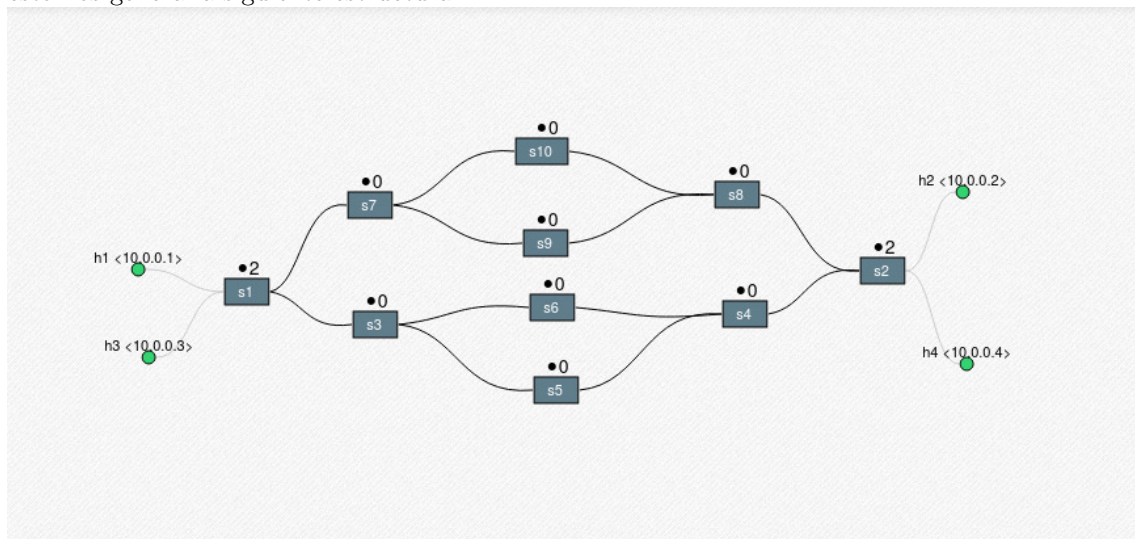 •0
s10
•0
s7
•0
s8
h2 <10.0.0.2>
•0
s9
•2
s2
h1 <10.0.0.1>
•2
s1
•0
s6
•0
s3
•0
s4
h3 <10.0.0.3>
h4 <10.0.0.4>
•0
s5